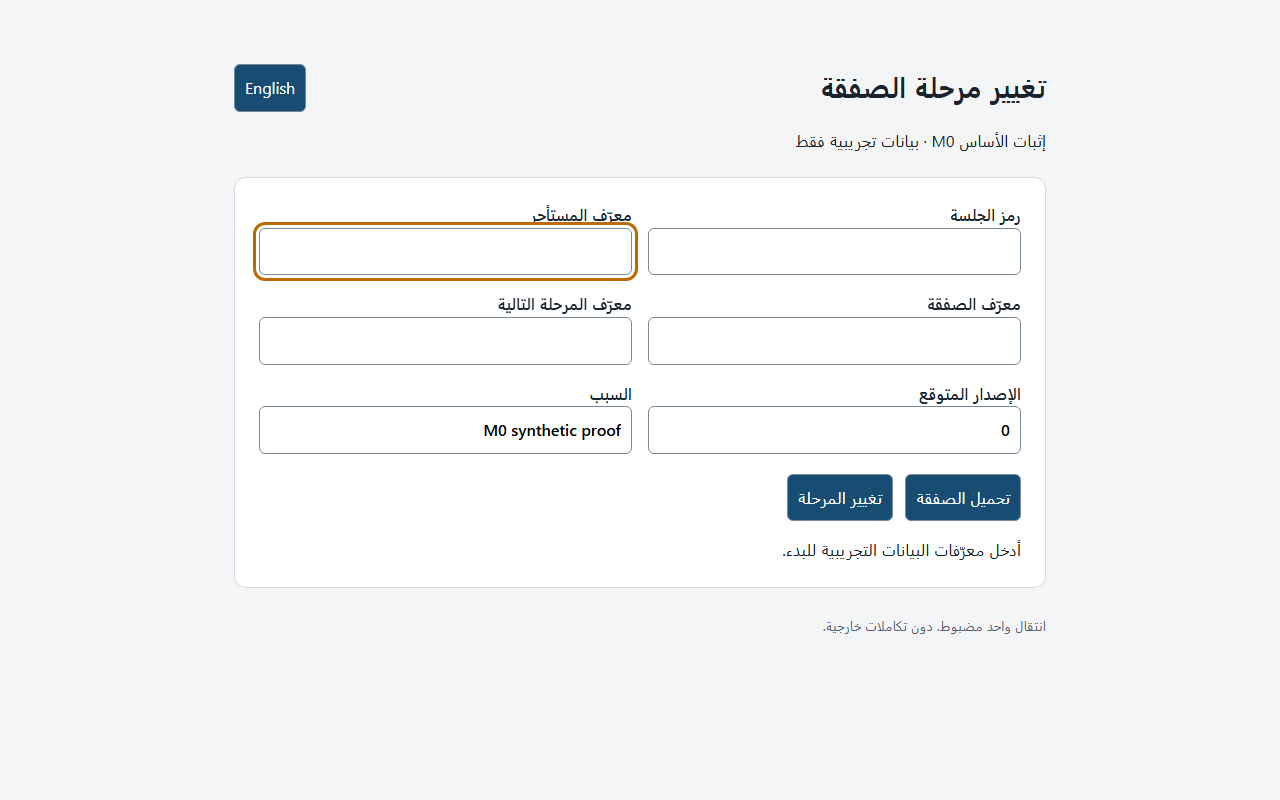 تغيير مرحلة الصفقة
English
إثبات الأساس M0 · بيانات تجريبية فقط
رمز الجلسة
معرّف المستأجر
معرّف الصفقة
معرّف المرحلة التالية
الإصدار المتوقع
السبب
0
M0 synthetic proof
تحميل الصفقة
تغيير المرحلة
أدخل معرّفات البيانات التجريبية للبدء.
انتقال واحد مضبوط. دون تكاملات خارجية.